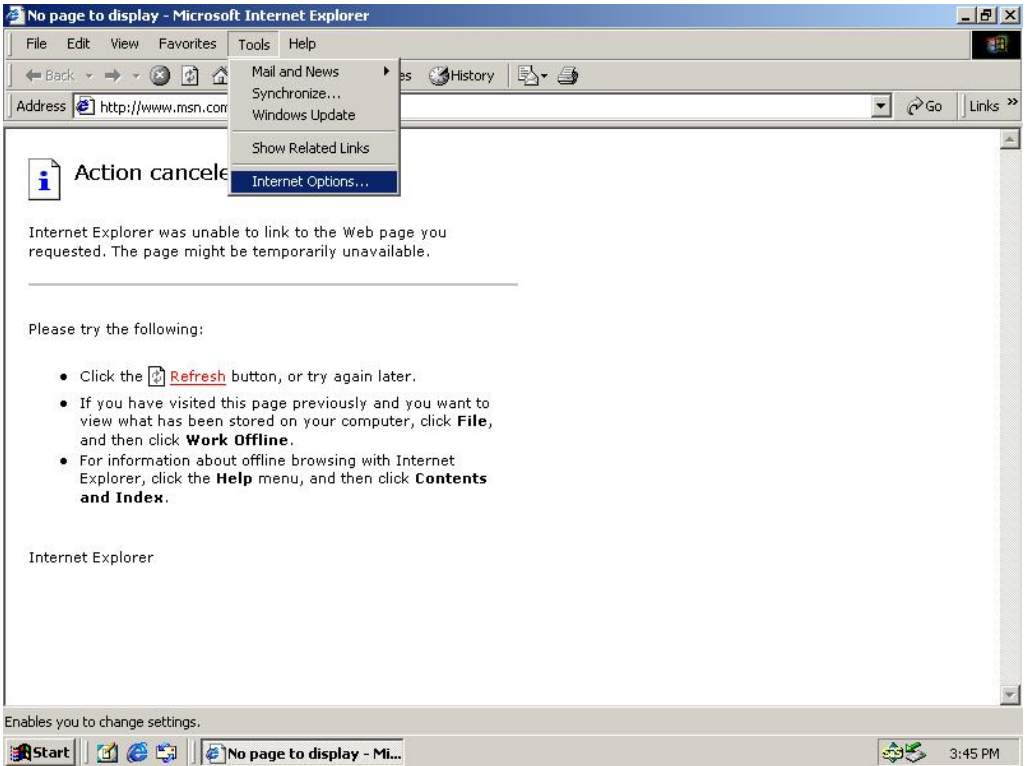 No page to display - Microsoft Internet Explorer
File Edit View Favorites Tools Help
Back History
Address http://www.msn.com Go Links »
Mail and News
Synchronize...
Windows Update
Show Related Links
Internet Options...
Action
Internet Explorer was unable to link to the Web page you
requested. The page might be temporarily unavailable.
Please try the following:
Click the Refresh button, or try again later.
If you have visited this page previously and you want to
view what has been stored on your computer, click File,
and then click Work Offline.
For information about offline browsing with Internet
Explorer, click the Help menu, and then click Contents
and Index.
Internet Explorer
Enables you to change settings.
Start No page to display - Mi... 3:45 PM